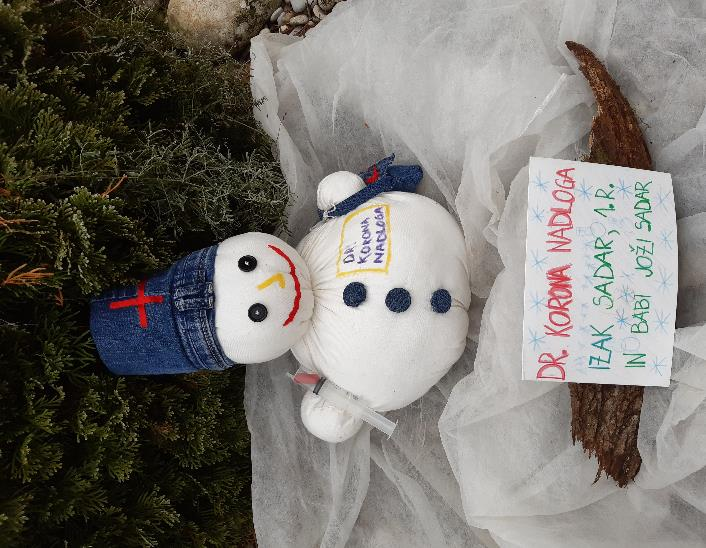 DR.
KORONA
NADLOGA
DR. KORONA NADLOGA
IZAK SADAR, 1.R.
IN BABI JOŽI SADAR